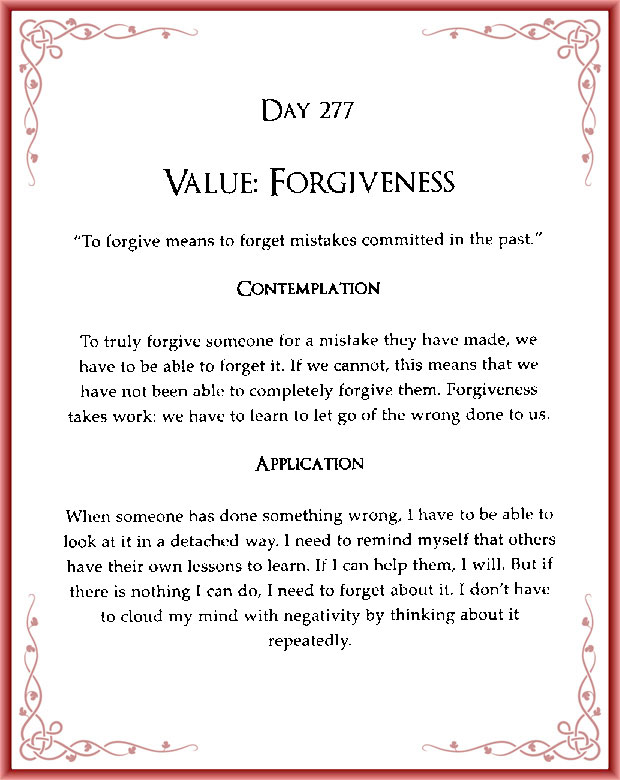 DAY 277
VALUE: FORGIVENESS
"To forgive means to forget mistakes committed in the past."
CONTEMPLATION
To truly forgive someone for a mistake they have made, we
have to be able to forget it. If we cannot, this means that we
have not been able to completely forgive them. Forgiveness
takes work; we have to learn to let go of the wrong done to us.
APPLICATION
When someone has done something wrong, I have to be able to
look at it in a detached way. I need to remind myself that others
have their own lessons to learn. If I can help them, I will. But if
there is nothing I can do, I need to forget about it. I don't have
to cloud my mind with negativity by thinking about it
repeatedly.